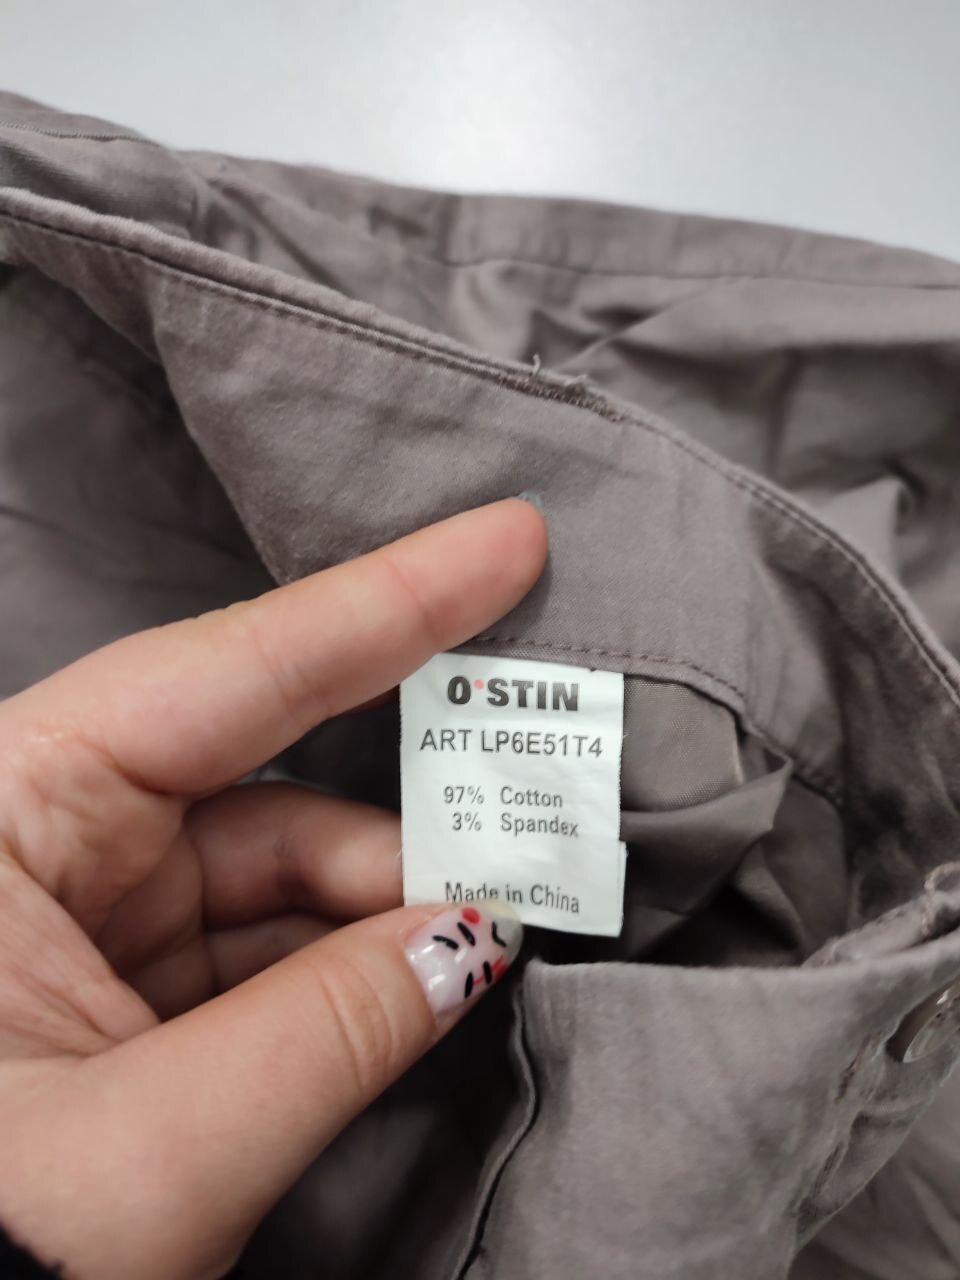 O'STIN
ART LP6E51T4
97% Cotton
3% Spandex
Made in China